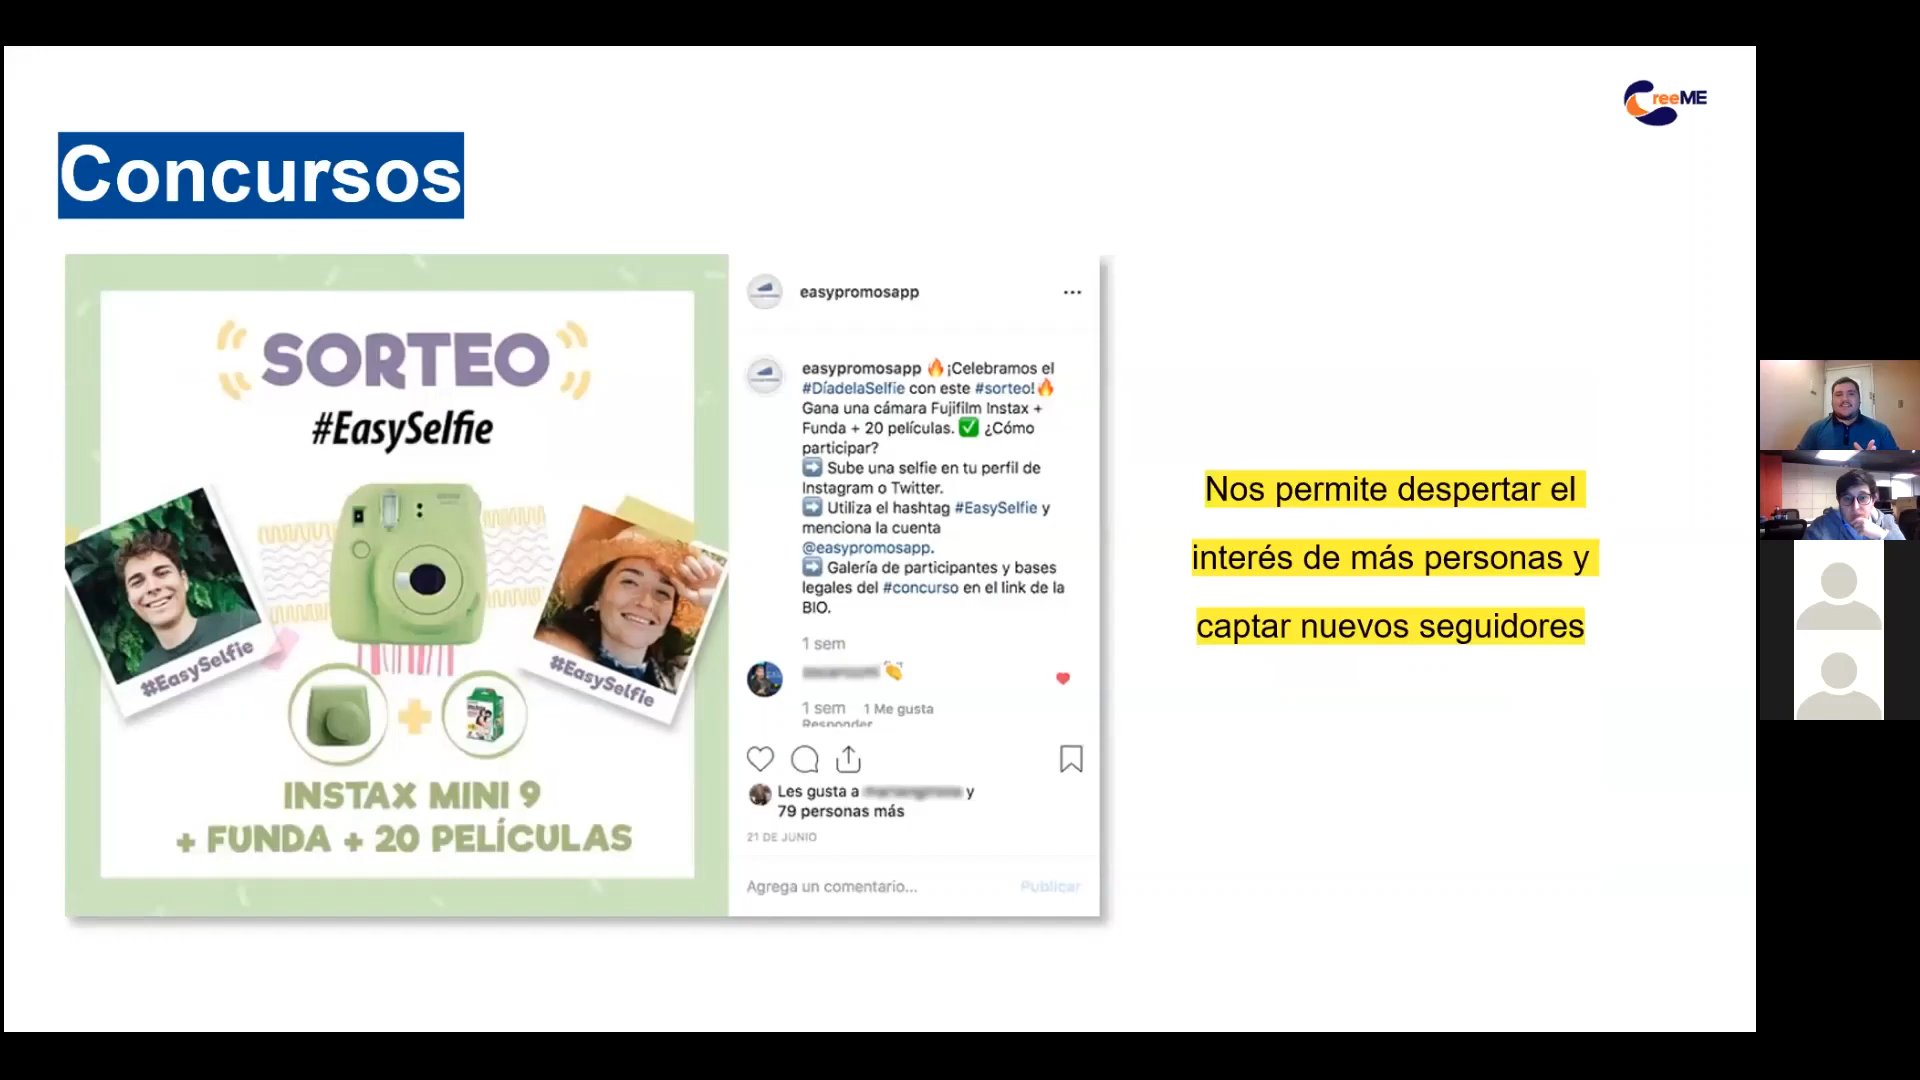 reeME
Concursos
SORTEO
#EasySelfie
#EasySelfie
#EasySelfie
INSTAX MINI 9
+ FUNDA + 20 PELÍCULAS
easypromosapp
easypromosapp 🔥¡Celebramos el
#DíadelaSelfie con este #sorteo!🔥
Gana una cámara Fujifilm Instax +
Funda + 20 películas. ✅ ¿Cómo
participar?
➡️ Sube una selfie en tu perfil de
Instagram o Twitter.
➡️ Utiliza el hashtag #EasySelfie y
menciona la cuenta
@easypromosapp.
➡️ Galería de participantes y bases
legales del #concurso en el link de la
BIO.
1 sem
👏
1 sem 1 Me gusta
Responder
Les gusta a y
79 personas más
21 DE JUNIO
Agrega un comentario...
Publicar
Nos permite despertar el
interés de más personas y
captar nuevos seguidores